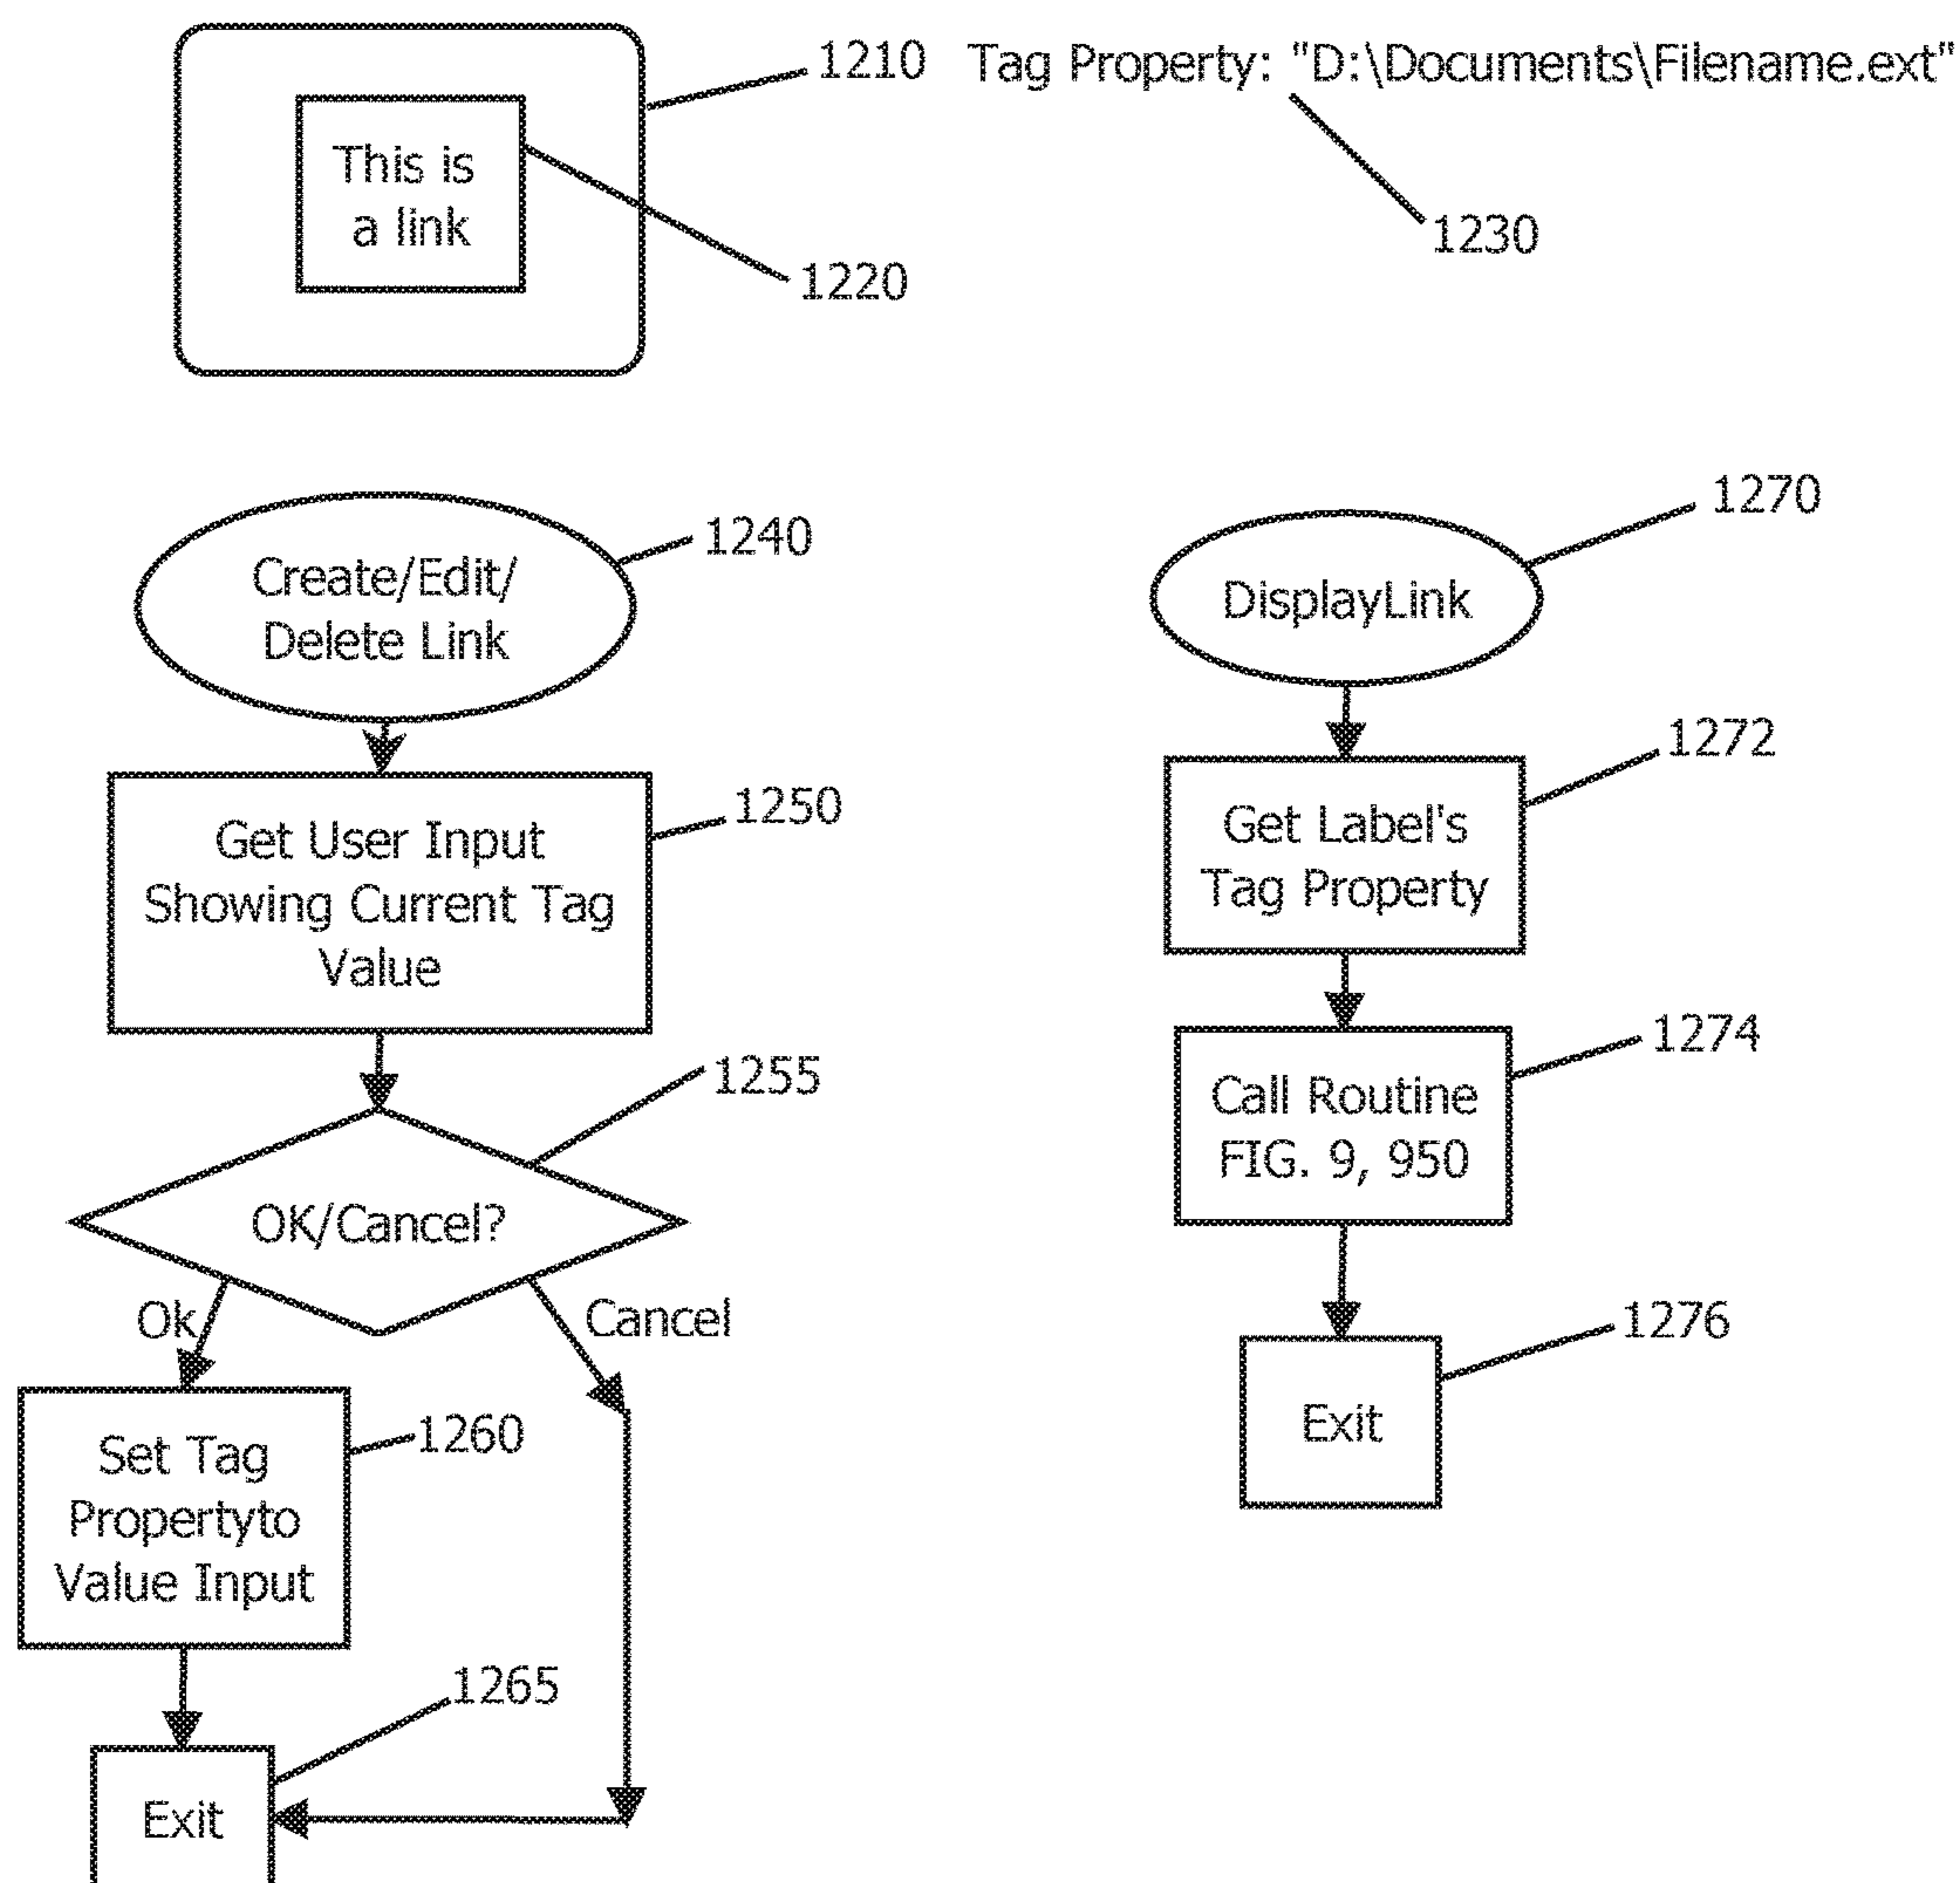 1210 Tag Property: "D:\Documents\Filename.ext"
This is
a link
1220
1230
1240
Create/Edit/
Delete Link
1250
Get User Input
Showing Current Tag
Value
1255
OK/Cancel?
Ok
Cancel
1260
Set Tag
Propertyto
Value Input
1265
Exit
1270
DisplayLink
1272
Get Label's
Tag Property
1274
Call Routine
FIG. 9, 950
1276
Exit